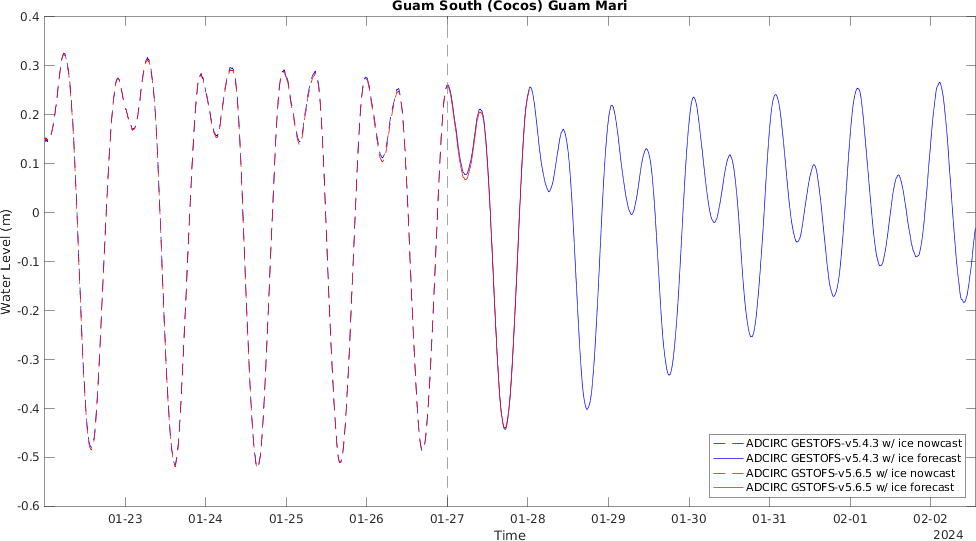 Guam South (Cocos) Guam Mari
0.4
0.3
0.2
0.1
0
-0.1
-0.2
-0.3
-0.4
-0.5
-0.6
Water Level (m)
ADCIRC GESTOFS-v5.4.3 w/ ice nowcast
ADCIRC GESTOFS-v5.4.3 w/ ice forecast
ADCIRC GSTOFS-v5.6.5 w/ ice nowcast
ADCIRC GSTOFS-v5.6.5 w/ ice forecast
01-23 01-24 01-25 01-26 01-27 01-28 01-29 01-30 01-31 02-01 02-02
Time
2024